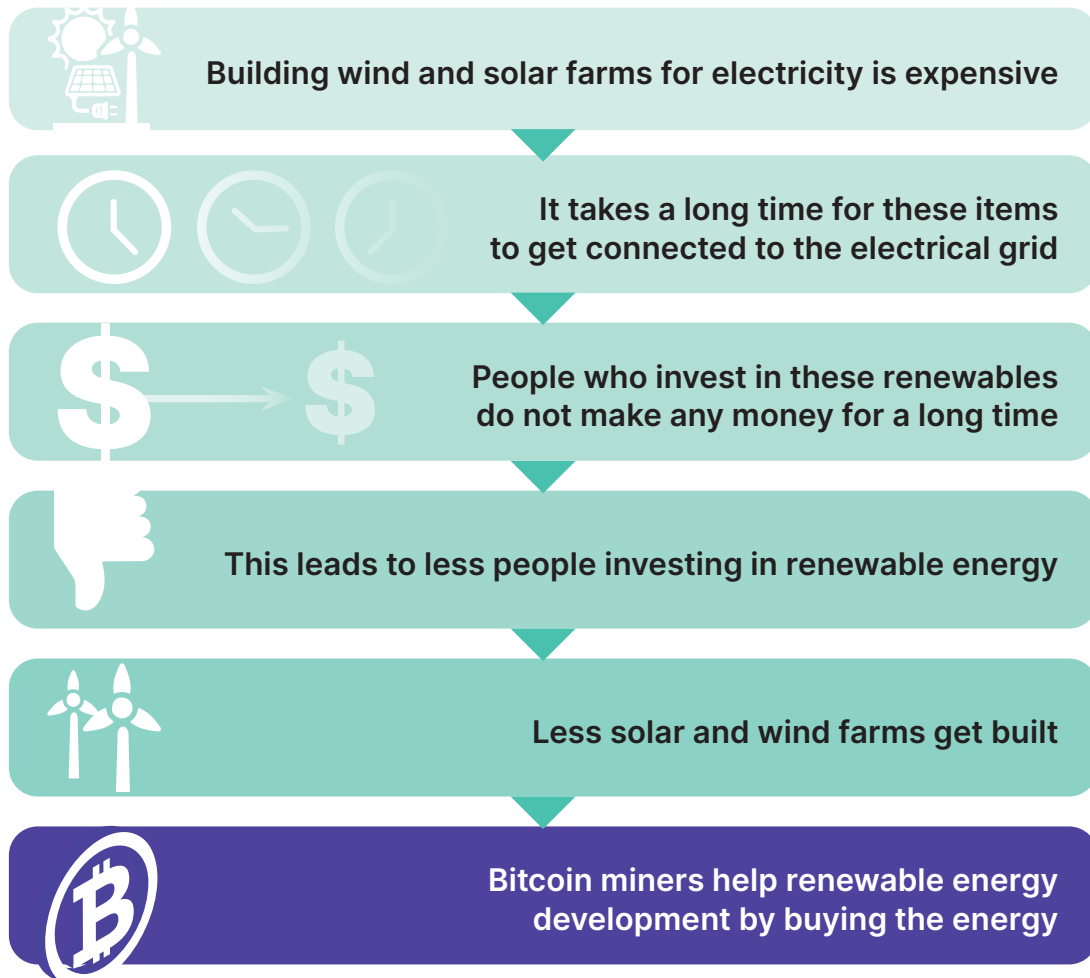 Building wind and solar farms for electricity is expensive
It takes a long time for these items
to get connected to the electrical grid
People who invest in these renewables
do not make any money for a long time
This leads to less people investing in renewable energy
Less solar and wind farms get built
Bitcoin miners help renewable energy
development by buying the energy